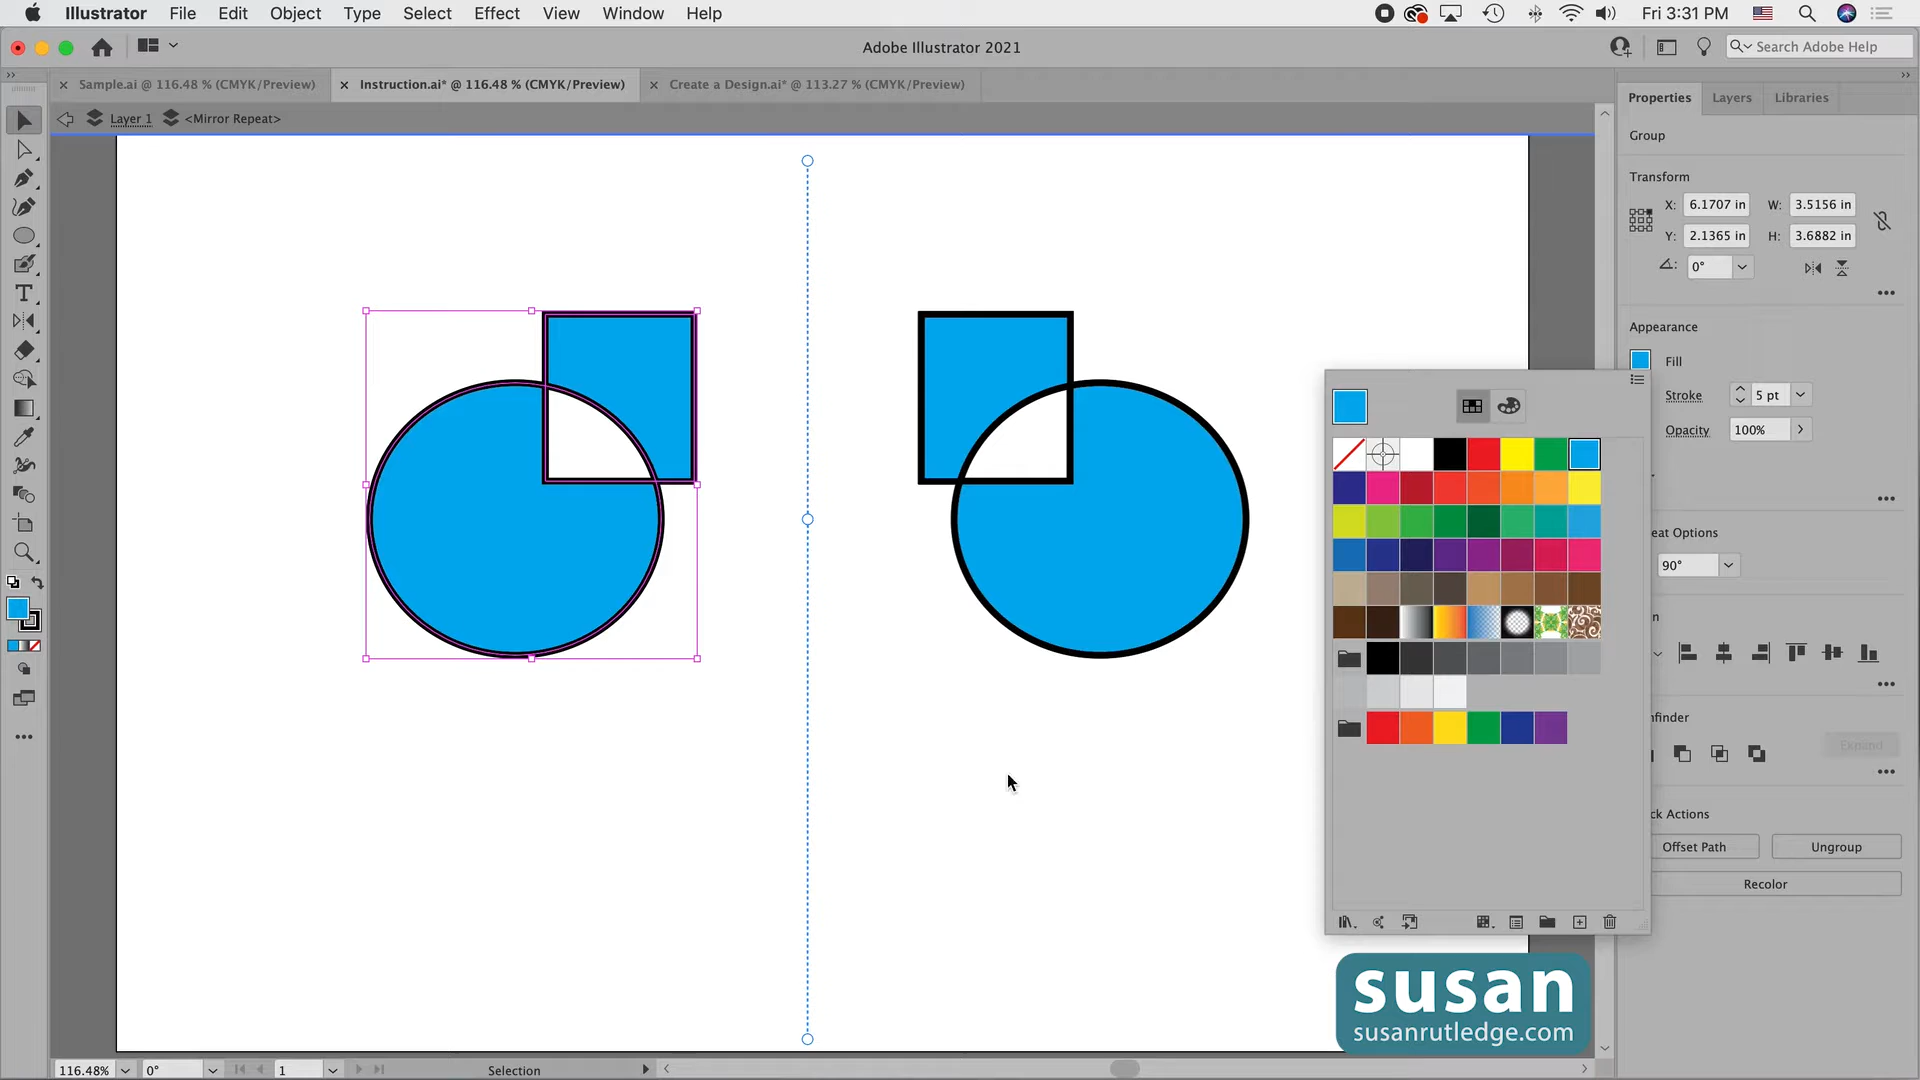 Illustrator File Edit Object Type Select Effect View Window Help Fri 3:31 PM
Adobe Illustrator 2021
Search Adobe Help
Sample.ai @ 116.48 % (CMYK/Preview)
Instruction.ai* @ 116.48 % (CMYK/Preview)
Create a Design.ai* @ 113.27 % (CMYK/Preview)
Properties Layers Libraries
Layer 1 <Mirror Repeat>
Group
Transform
X: 6.1707 in W: 3.5156 in
Y: 2.1365 in H: 3.6882 in
0°
Appearance
Fill
Stroke 5 pt
Opacity 100%
eat Options
90°
n
nfinder
Expand
ck Actions
Offset Path Ungroup
Recolor
susan
susanrutledge.com
116.48% 0° 1 Selection